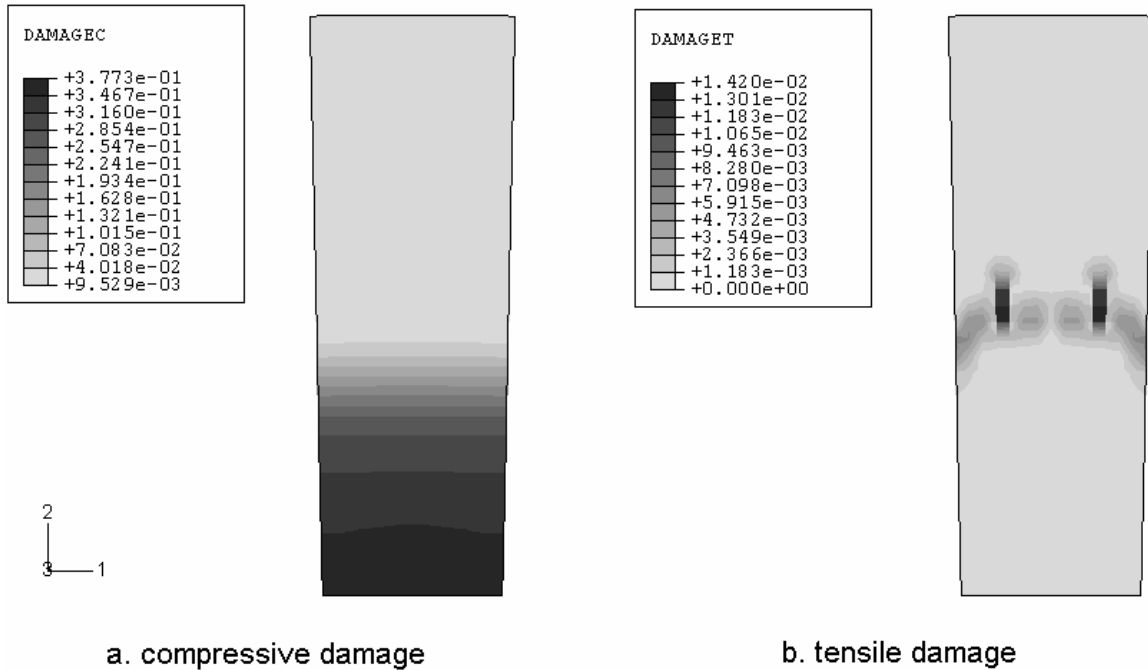 DAMAGEC
+3.773e-01
+3.467e-01
+3.160e-01
+2.854e-01
+2.547e-01
+2.241e-01
+1.934e-01
+1.628e-01
+1.321e-01
+1.015e-01
+7.083e-02
+4.018e-02
+9.529e-03
2
3
1
a. compressive damage
DAMAGET
+1.420e-02
+1.301e-02
+1.183e-02
+1.065e-02
+9.463e-03
+8.280e-03
+7.098e-03
+5.915e-03
+4.732e-03
+3.549e-03
+2.366e-03
+1.183e-03
+0.000e+00
b. tensile damage